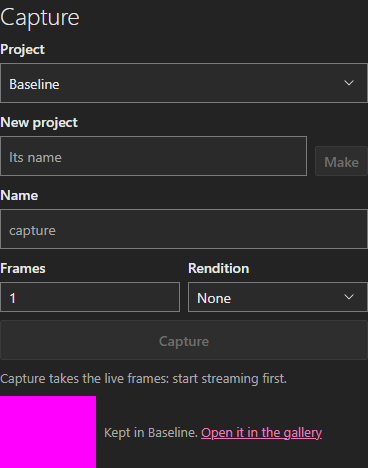 Capture
Project
Baseline
New project
Its name
Make
Name
capture
Frames
Rendition
1
None
Capture
Capture takes the live frames: start streaming first.
Kept in Baseline. Open it in the gallery